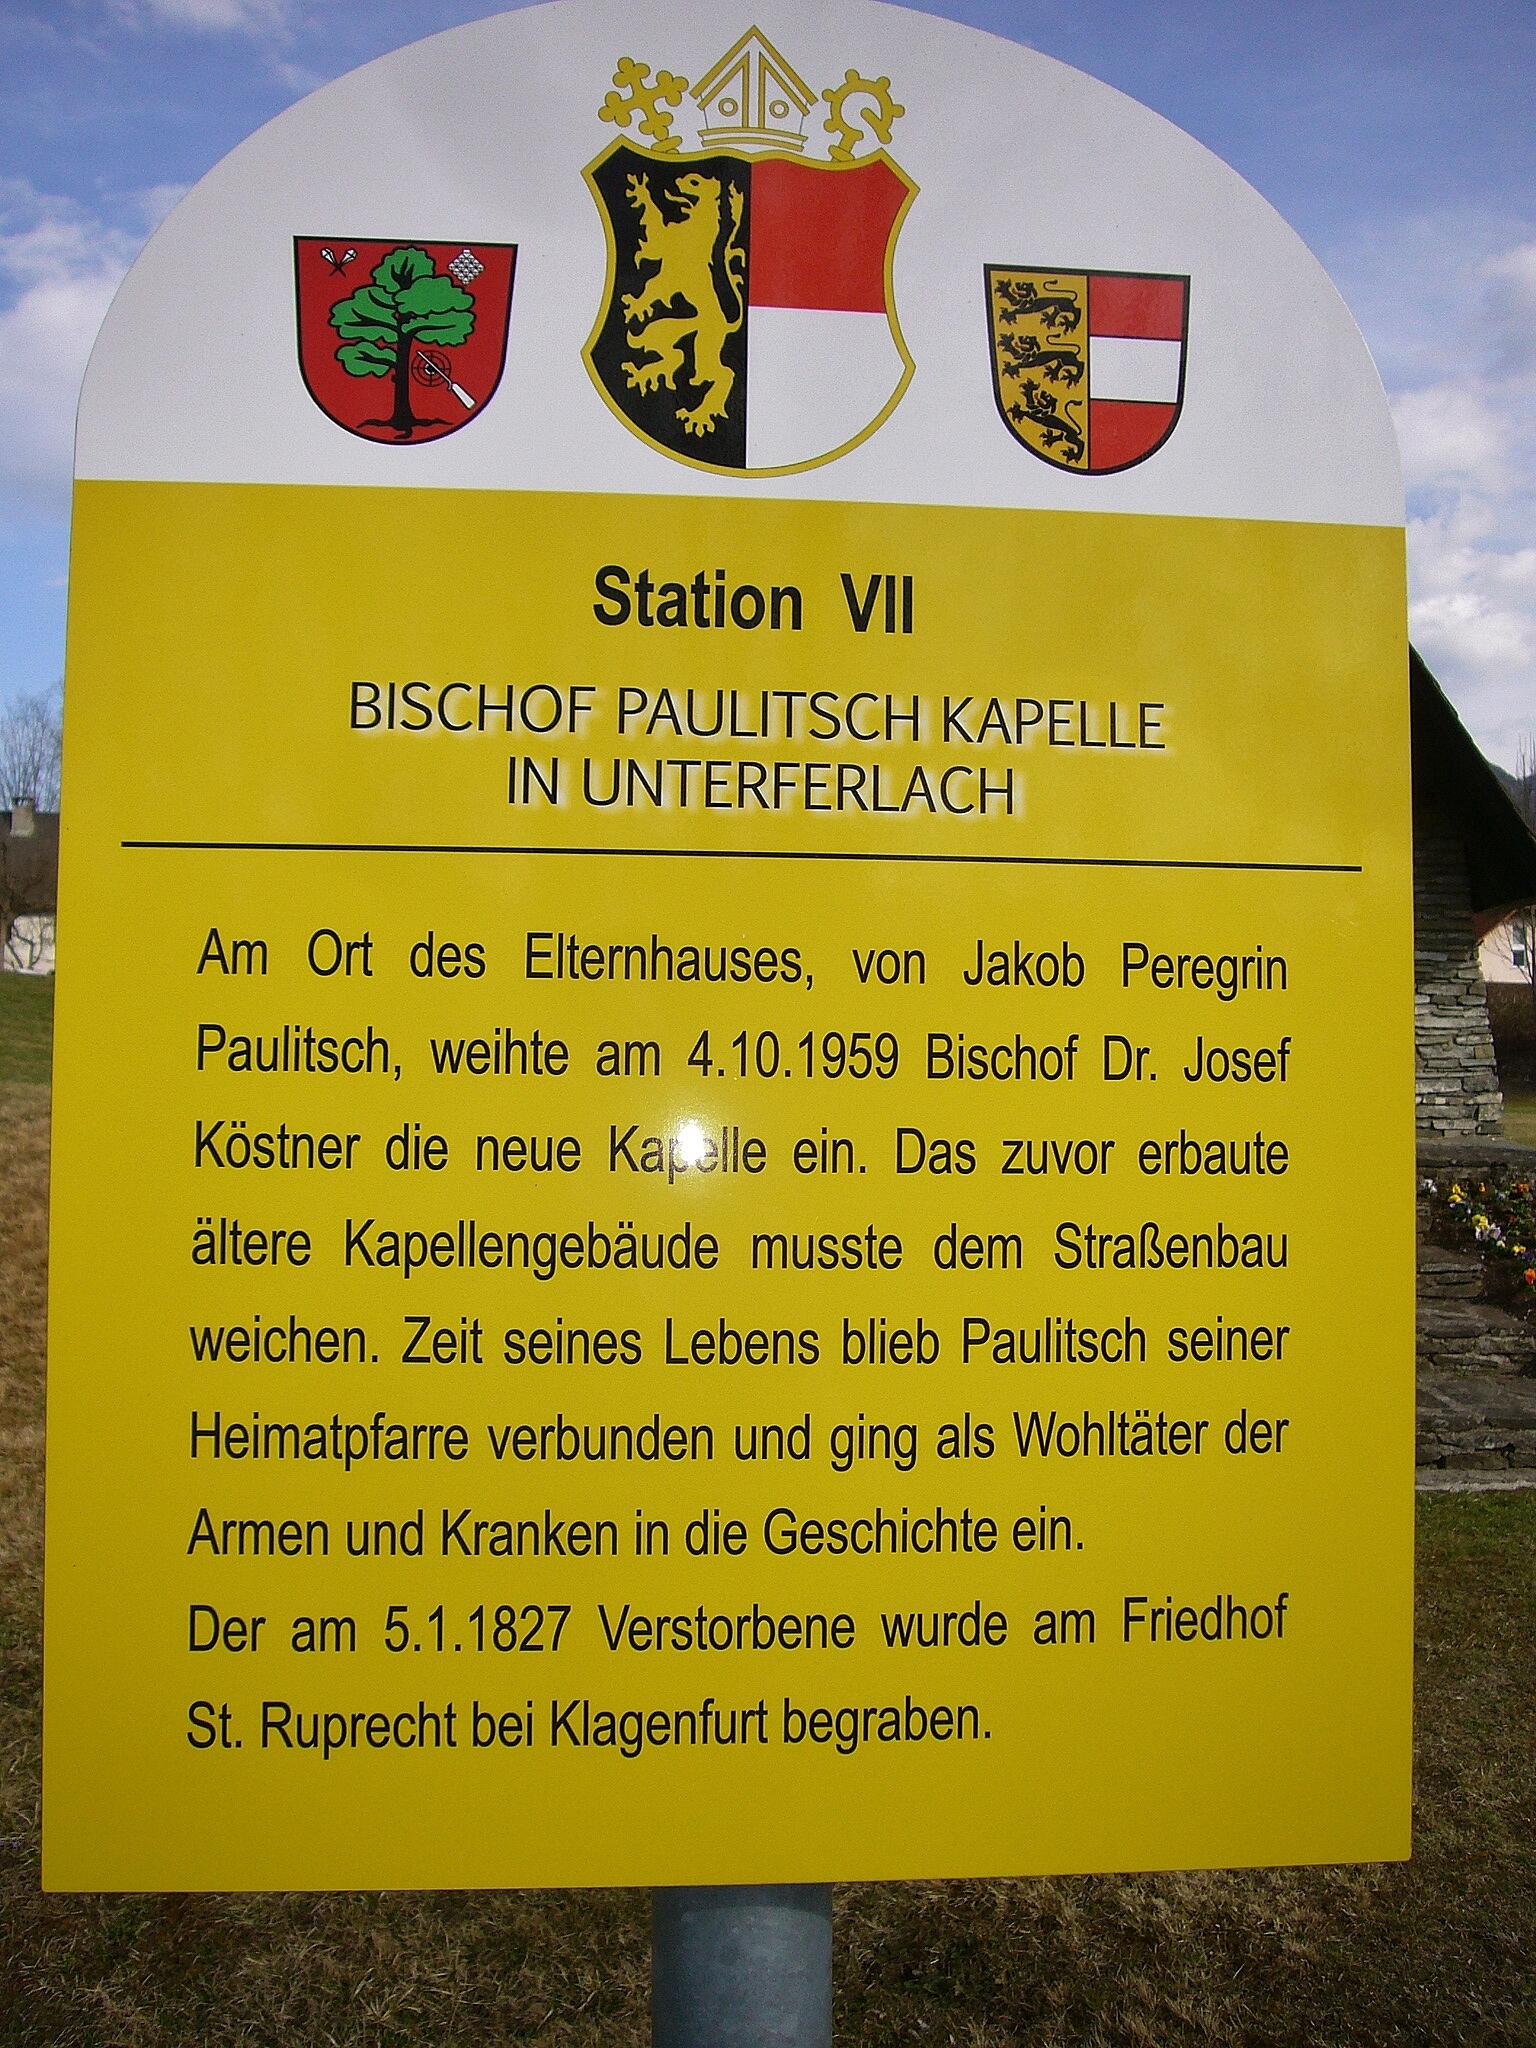 Station VII
BISCHOF PAULITSCH KAPELLE
IN UNTERFERLACH
Am Ort des Elternhauses, von Jakob Peregrin
Paulitsch, weihte am 4.10.1959 Bischof Dr. Josef
Köstner die neue Kapelle ein. Das zuvor erbaute
ältere Kapellengebäude musste dem Straßenbau
weichen. Zeit seines Lebens blieb Paulitsch seiner
Heimatpfarre verbunden und ging als Wohltäter der
Armen und Kranken in die Geschichte ein.
Der am 5.1.1827 Verstorbene wurde am Friedhof
St. Ruprecht bei Klagenfurt begraben.